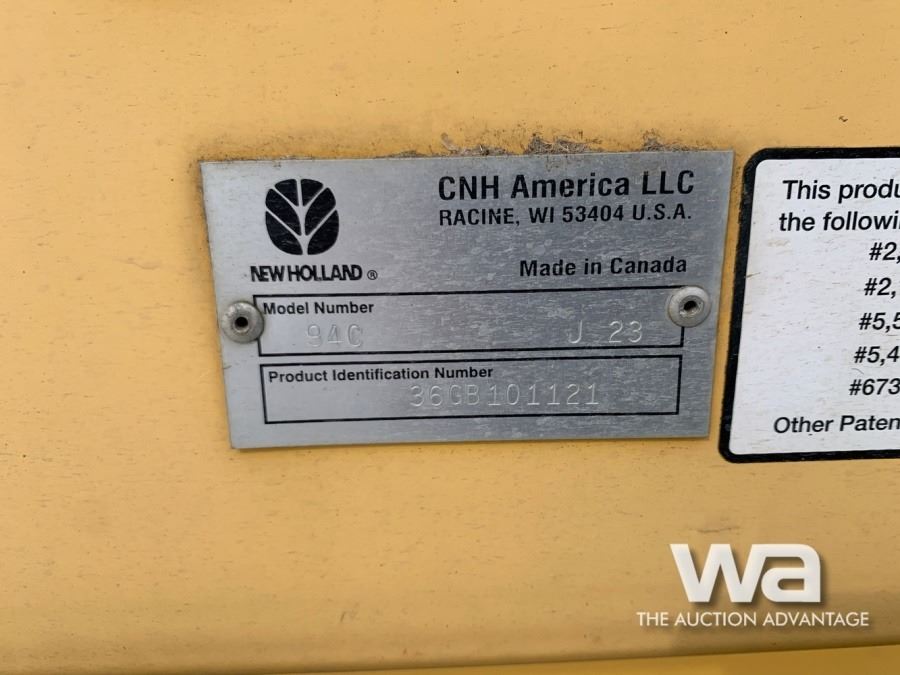 CNH America LLC
RACINE, WI 53404 U.S.A.
NEW HOLLAND ®
Made in Canada
Model Number
94C J 23
Product Identification Number
36GB101121
This produ
the followi
#2,
#2,
#5,5
#5,4
#673
Other Paten
wa
THE AUCTION ADVANTAGE